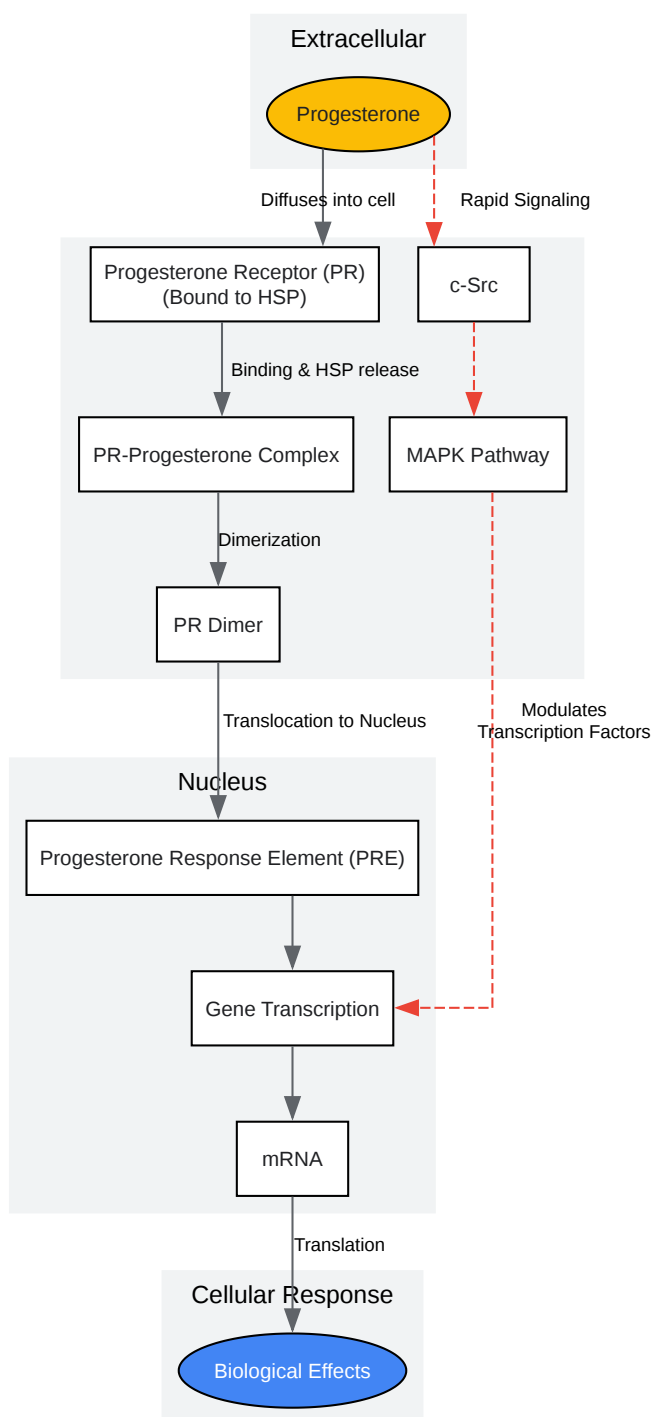 Extracellular
Progesterone
Diffuses into cell
Rapid Signaling
Progesterone Receptor (PR)
(Bound to HSP)
c-Src
Binding & HSP release
PR-Progesterone Complex
MAPK Pathway
Dimerization
PR Dimer
Translocation to Nucleus
Modulates
Transcription Factors
Nucleus
Progesterone Response Element (PRE)
Gene Transcription
mRNA
Translation
Cellular Response
Biological Effects